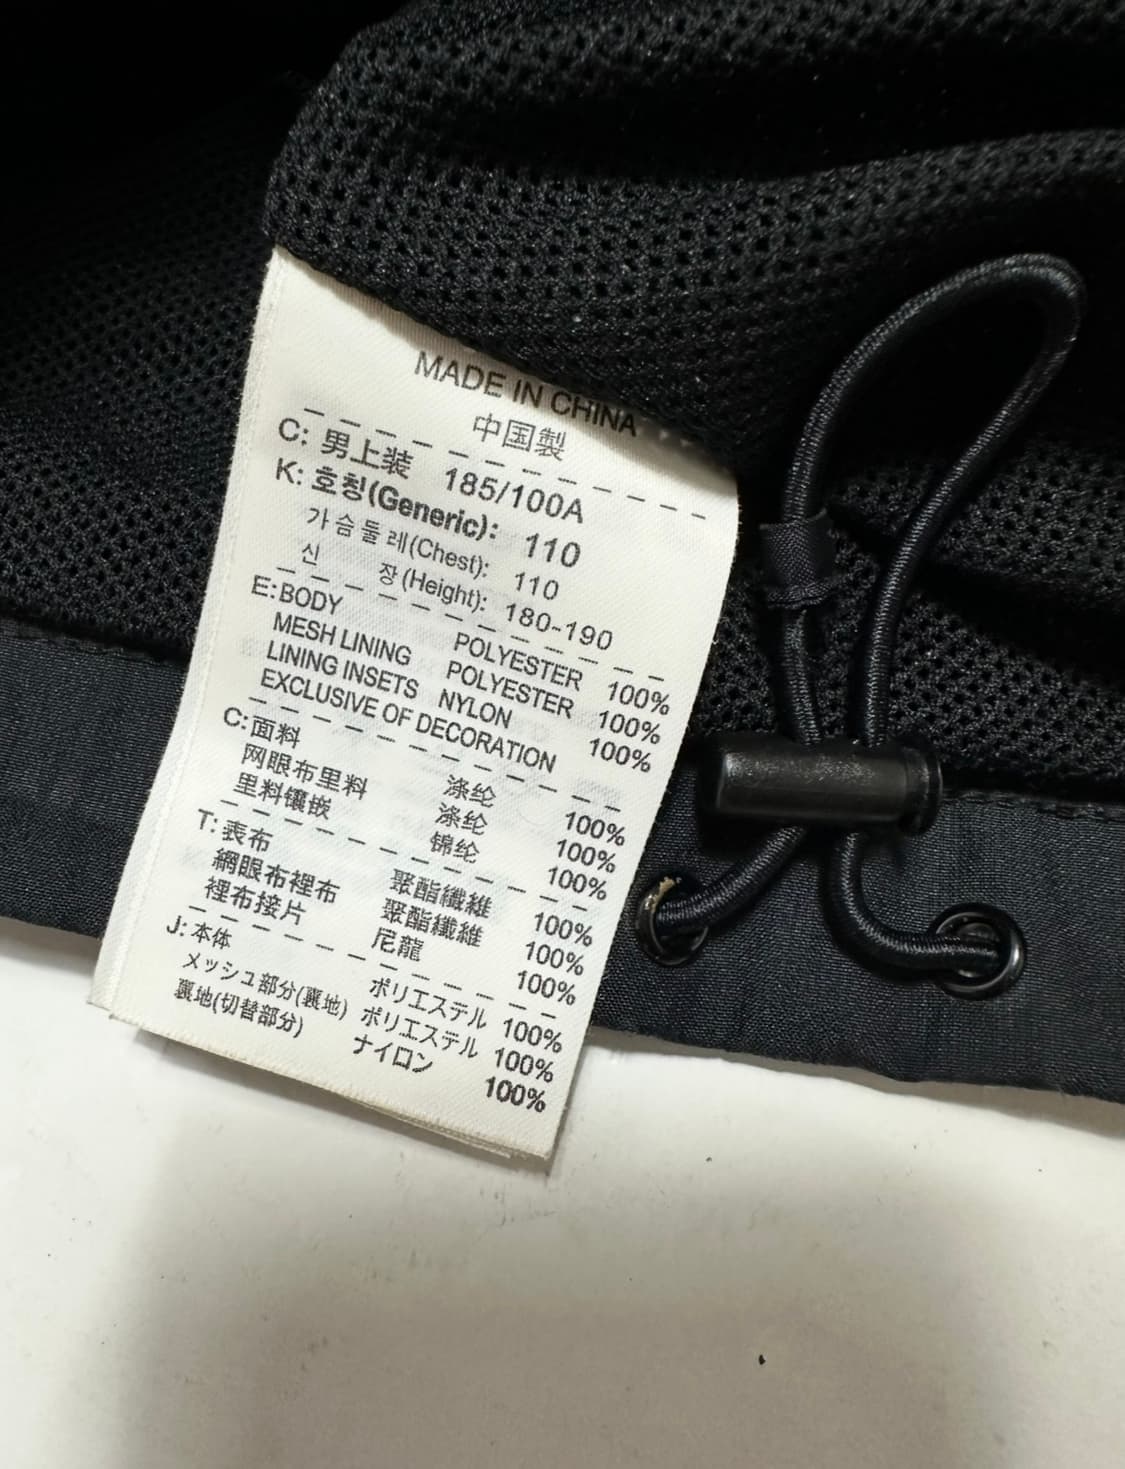 MADE IN CHINA
中国製
C: 男上装 185/100A
K: 호칭(Generic): 110
가슴둘레(Chest): 110
신 장(Height): 180-190
E: BODY POLYESTER 100%
MESH LINING POLYESTER 100%
LINING INSETS NYLON 100%
EXCLUSIVE OF DECORATION
C: 面料 涤纶 100%
网眼布里料 涤纶 100%
里料镶嵌 锦纶 100%
T: 表布 聚酯纖維 100%
網眼布裡布 聚酯纖維 100%
裡布接片 尼龍 100%
J: 本体 ポリエステル 100%
メッシュ部分(裏地) ポリエステル 100%
裏地(切替部分) ナイロン 100%